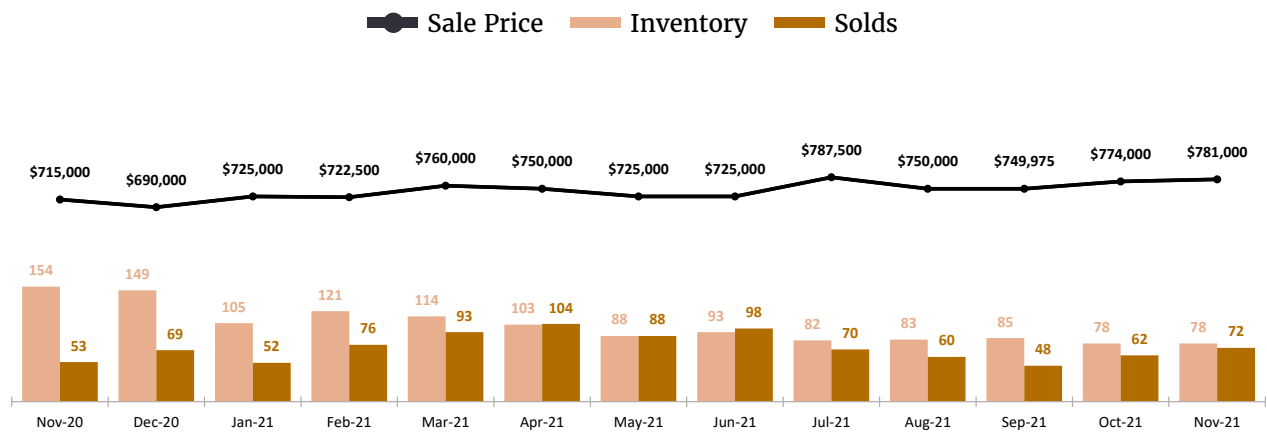 Sale Price Inventory Solds
$715,000 $690,000 $725,000 $722,500 $760,000 $750,000 $725,000 $725,000 $787,500 $750,000 $749,975 $774,000 $781,000
154 53 149 69 105 52 121 76 114 93 103 104 88 88 93 98 82 70 83 60 85 48 78 62 78 72
Nov-20 Dec-20 Jan-21 Feb-21 Mar-21 Apr-21 May-21 Jun-21 Jul-21 Aug-21 Sep-21 Oct-21 Nov-21